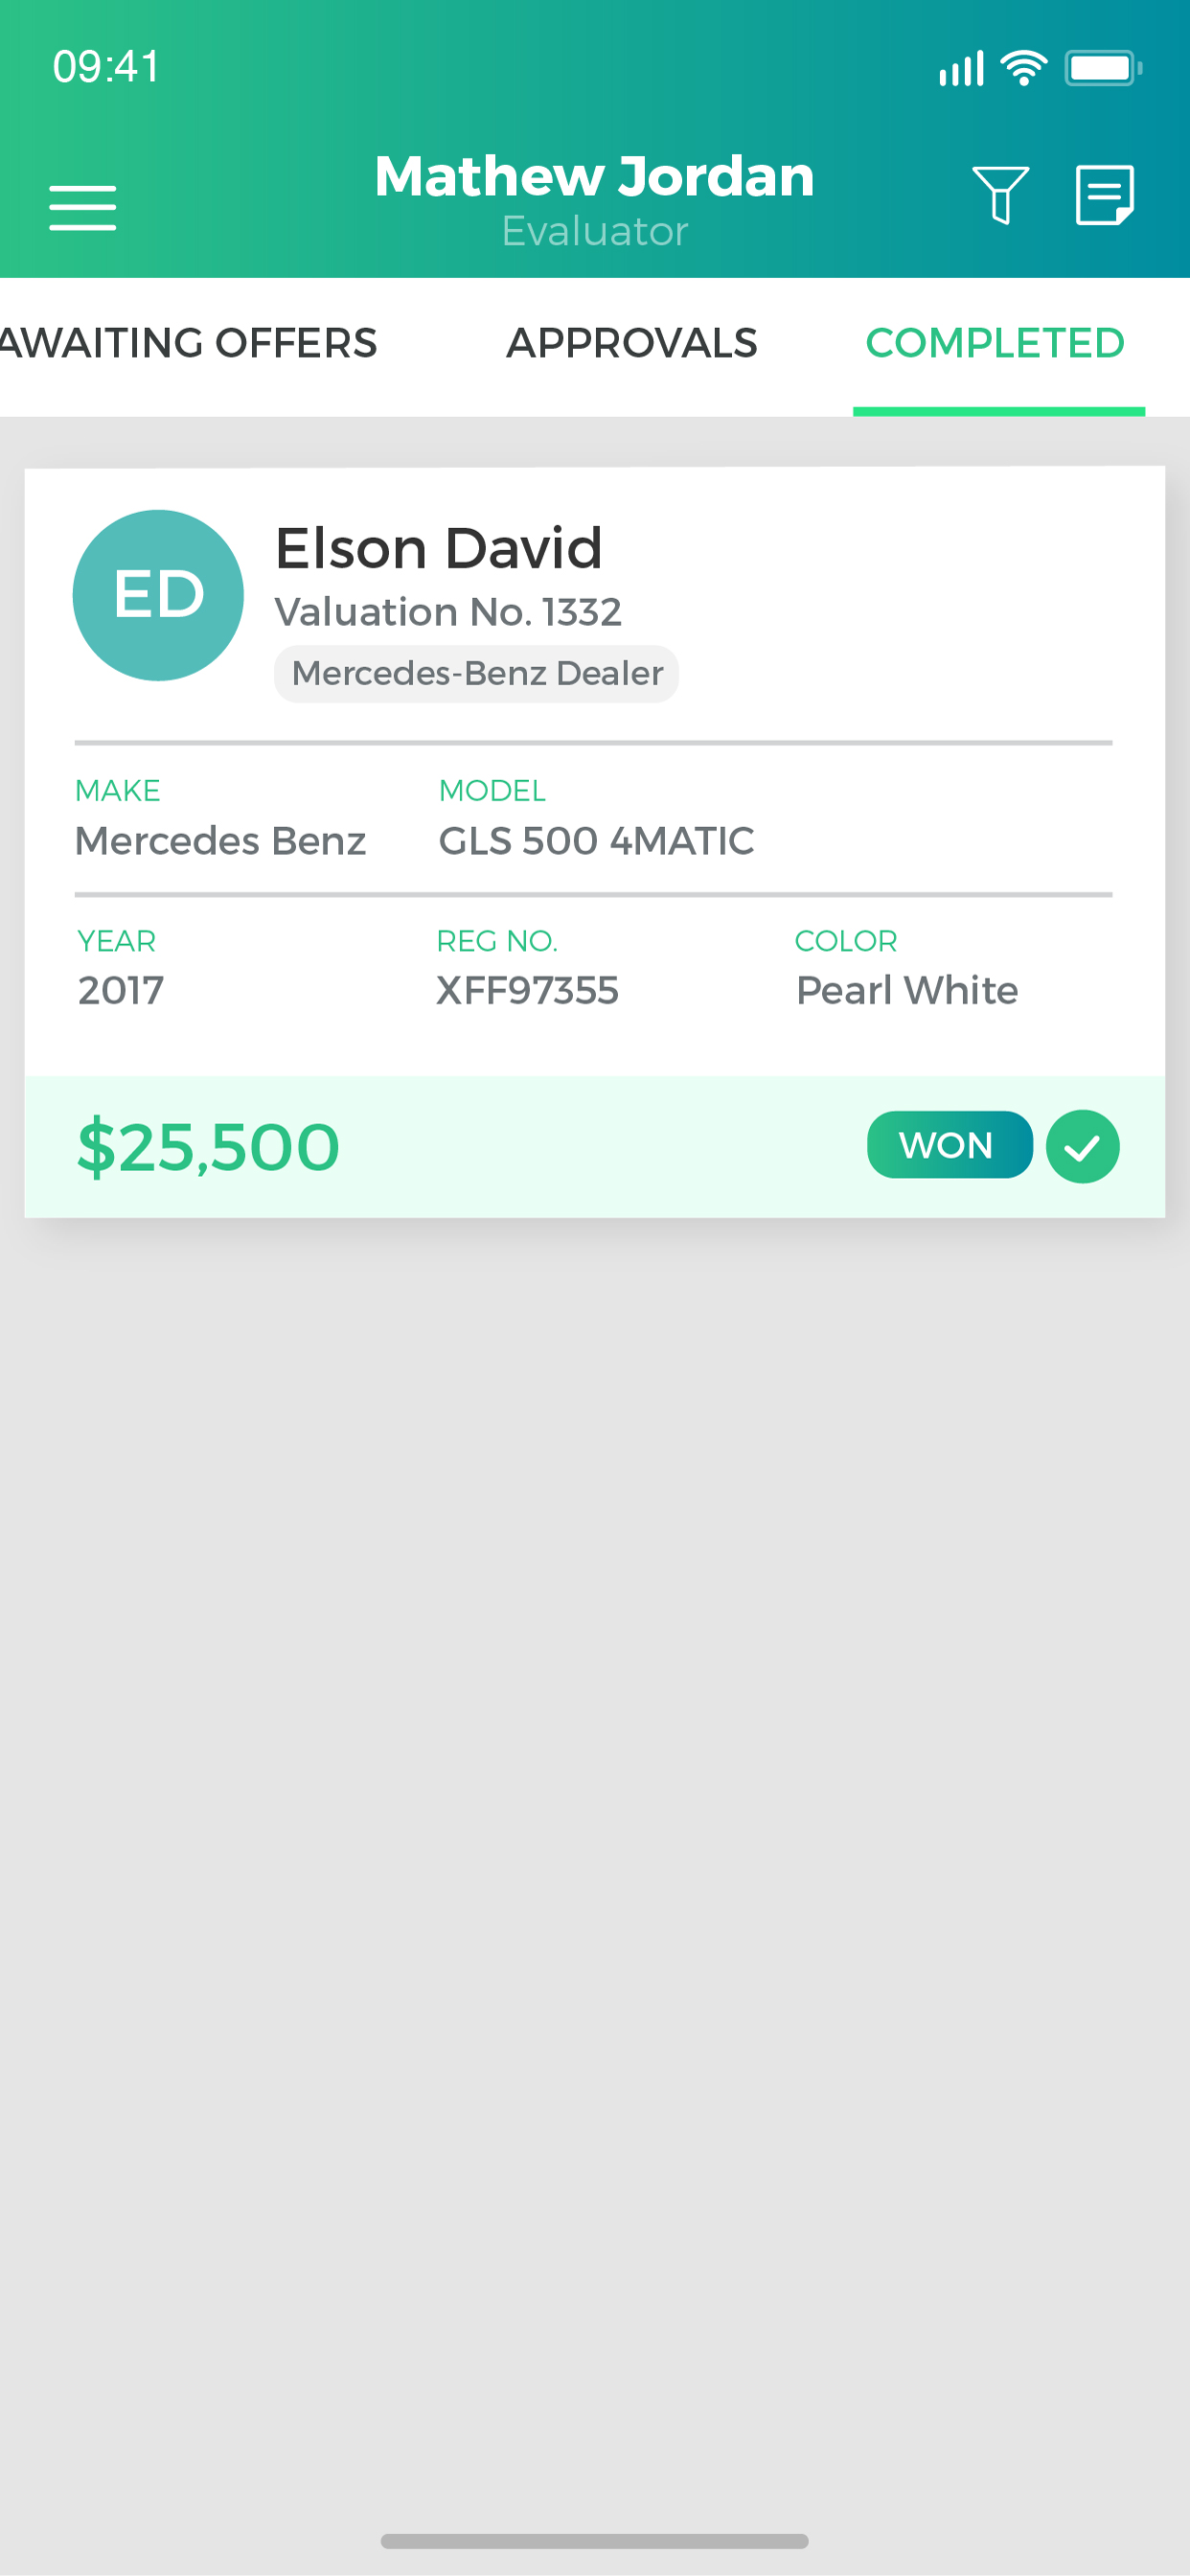 09:41
Mathew Jordan
Evaluator
AWAITING OFFERS APPROVALS COMPLETED
ED
Elson David
Valuation No. 1332
Mercedes-Benz Dealer
MAKE MODEL
Mercedes Benz GLS 500 4MATIC
YEAR REG NO. COLOR
2017 XFF97355 Pearl White
$25,500 WON